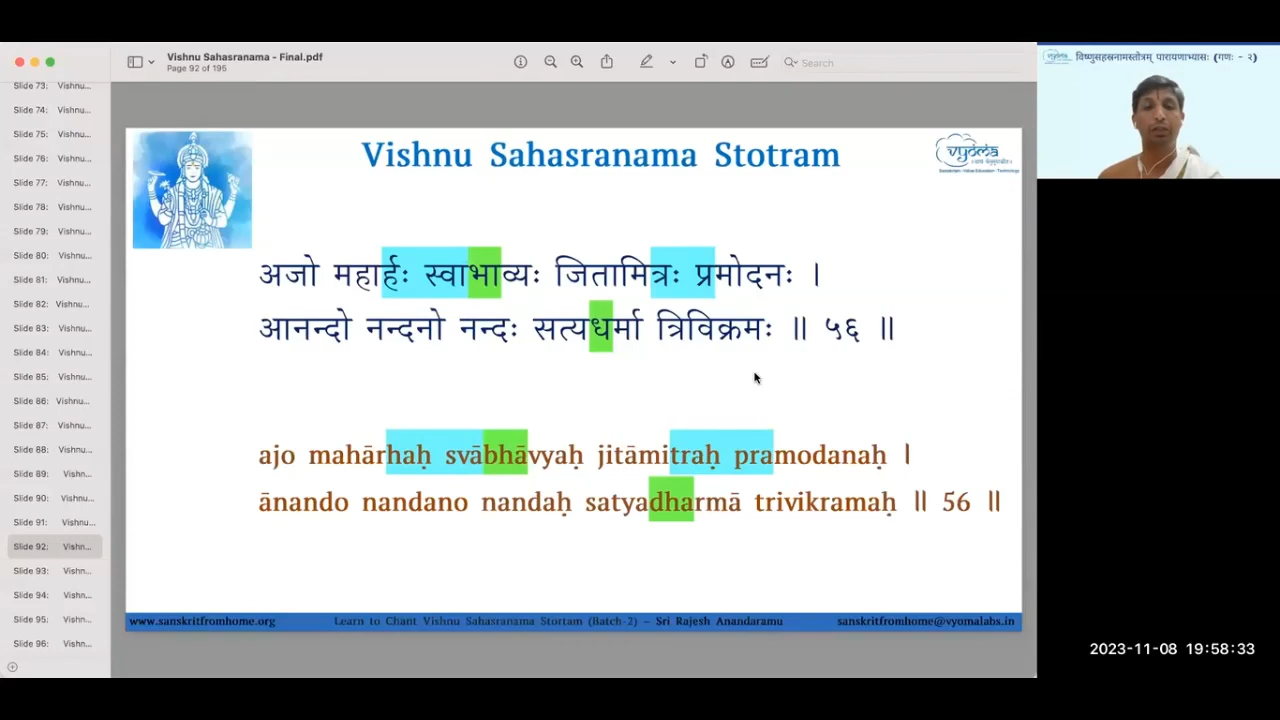 Vishnu Sahasranama - Final.pdf
Page 92 of 195
Search
Slide 73: Vishnu...
Slide 74: Vishnu...
Slide 75: Vishnu...
Slide 76: Vishnu...
Slide 77: Vishnu...
Slide 78: Vishnu...
Slide 79: Vishnu...
Slide 80: Vishnu...
Slide 81: Vishnu...
Slide 82: Vishnu...
Slide 83: Vishnu...
Slide 84: Vishnu...
Slide 85: Vishnu...
Slide 86: Vishnu...
Slide 87: Vishnu...
Slide 88: Vishnu...
Slide 89: Vishn...
Slide 90: Vishn...
Slide 91: Vishnu...
Slide 92: Vishn...
Slide 93: Vishn...
Slide 94: Vishn...
Slide 95: Vishn...
Slide 96: Vishn...
Vishnu Sahasranama Stotram
vyoma
Sanskritam - Value Education - Technology
अजो महार्हः स्वाभाव्यः जितामित्रः प्रमोदनः ।
आनन्दो नन्दनो नन्दः सत्यधर्मा त्रिविक्रमः ॥ ५६ ॥
ajo mahārhaḥ svābhāvyaḥ jitāmitraḥ pramodanaḥ ।
ānando nandano nandaḥ satyadharmā trivikramaḥ ॥ 56 ॥
www.sanskritfromhome.org Learn to Chant Vishnu Sahasranama Stortam (Batch-2) – Sri Rajesh Anandaramu sanskritfromhome@vyomalabs.in
विष्णुसहस्रनामस्तोत्रम् पारायणाभ्यासः (गणः - २)
2023-11-08 19:58:33